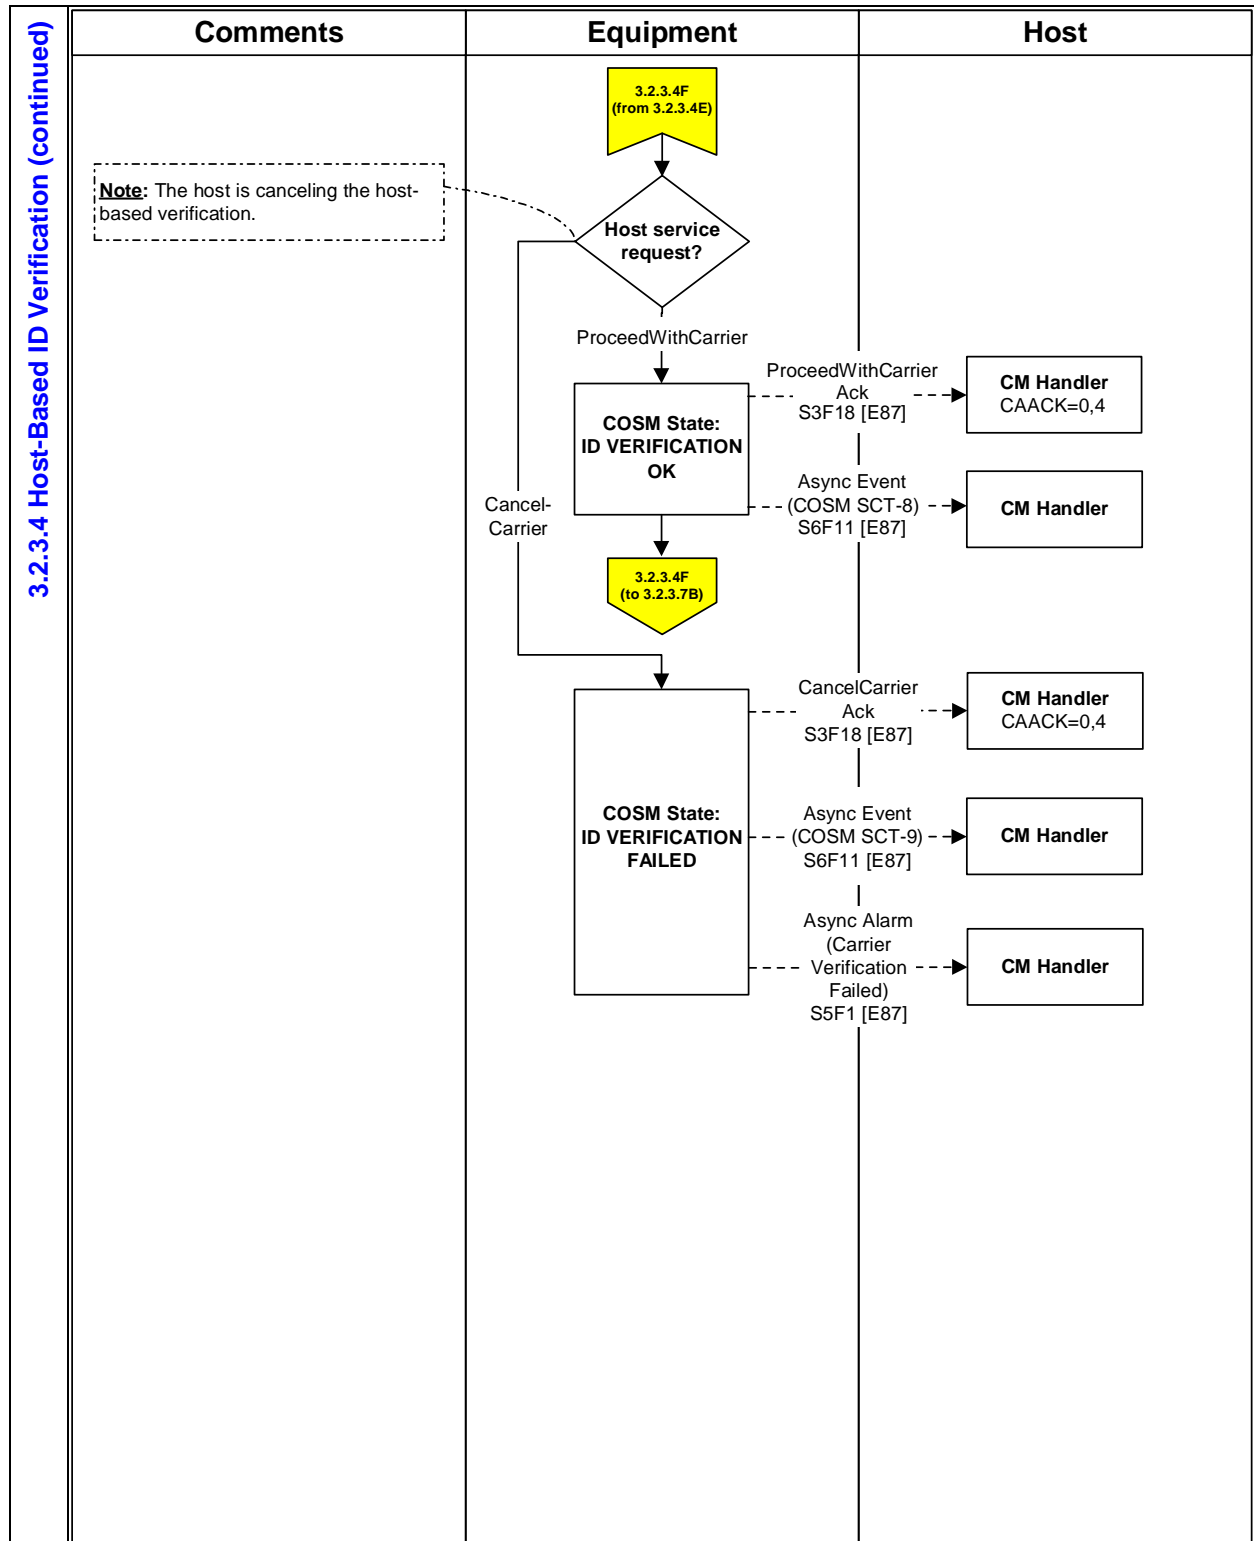 3.2.3.4 Host-Based ID Verification (continued)
Comments
Equipment
Host
3.2.3.4F
(from 3.2.3.4E)
Note: The host is canceling the host-
based verification.
Host service
request?
ProceedWithCarrier
COSM State:
ID VERIFICATION
OK
ProceedWithCarrier
Ack
S3F18 [E87]
CM Handler
CAACK=0,4
Async Event
(COSM SCT-8)
S6F11 [E87]
CM Handler
Cancel-
Carrier
3.2.3.4F
(to 3.2.3.7B)
CancelCarrier
Ack
S3F18 [E87]
CM Handler
CAACK=0,4
COSM State:
ID VERIFICATION
FAILED
Async Event
(COSM SCT-9)
S6F11 [E87]
CM Handler
Async Alarm
(Carrier
Verification
Failed)
S5F1 [E87]
CM Handler